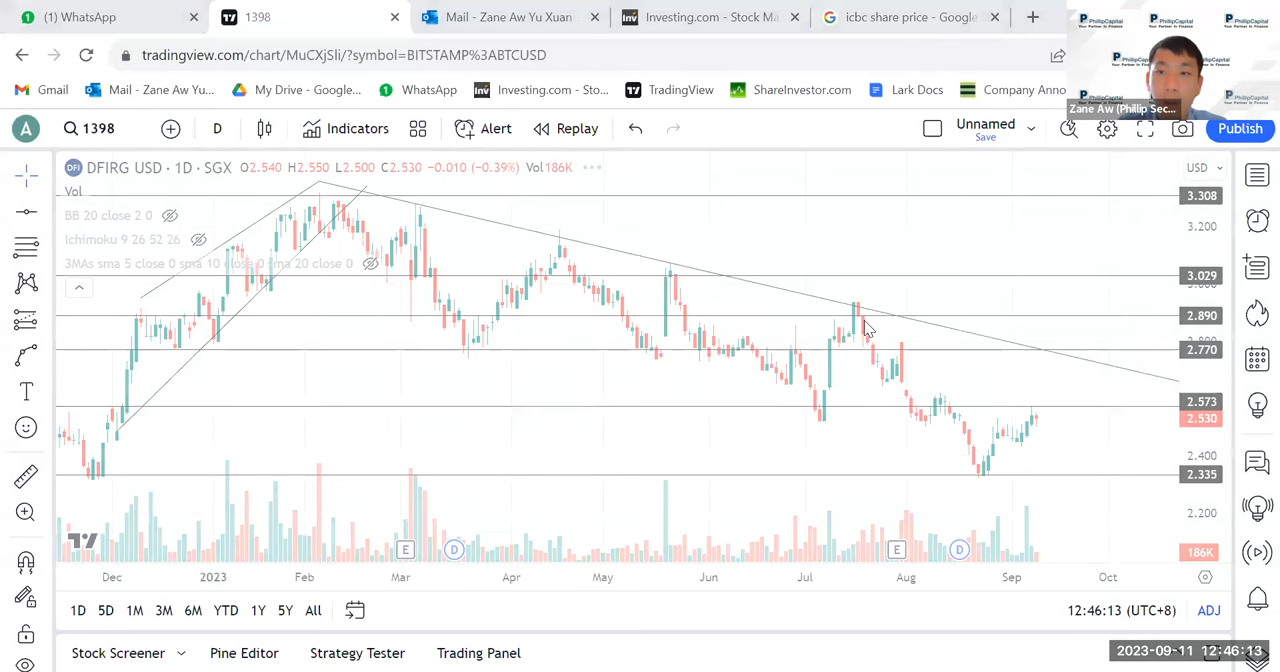 (1) WhatsApp
1398
Mail - Zane Aw Yu Xuan
Investing.com - Stock Ma
icbc share price - Google
tradingview.com/chart/MuCXjSli/?symbol=BITSTAMP%3ABTCUSD
Gmail
Mail - Zane Aw Yu...
My Drive - Google...
WhatsApp
Investing.com - Sto...
TradingView
ShareInvestor.com
Lark Docs
Company Anno
PhillipCapital
Your Partner In Finance
Zane Aw (Phillip Sec...
A
1398
D
Indicators
Alert
Replay
Unnamed
Save
Publish
DFI
DFIRG USD · 1D · SGX O2.540 H2.550 L2.500 C2.530 −0.010 (−0.39%) Vol186K
Vol
BB 20 close 2 0
Ichimoku 9 26 52 26
3MAs sma 5 close 0 sma 10 close 0 sma 20 close 0
USD
3.308
3.200
3.029
2.890
2.770
2.573
2.530
2.400
2.335
2.200
186K
E
D
E
D
Dec 2023 Feb Mar Apr May Jun Jul Aug Sep Oct
1D 5D 1M 3M 6M YTD 1Y 5Y All
12:46:13 (UTC+8)
ADJ
Stock Screener
Pine Editor
Strategy Tester
Trading Panel
2023-09-11 12:46:13